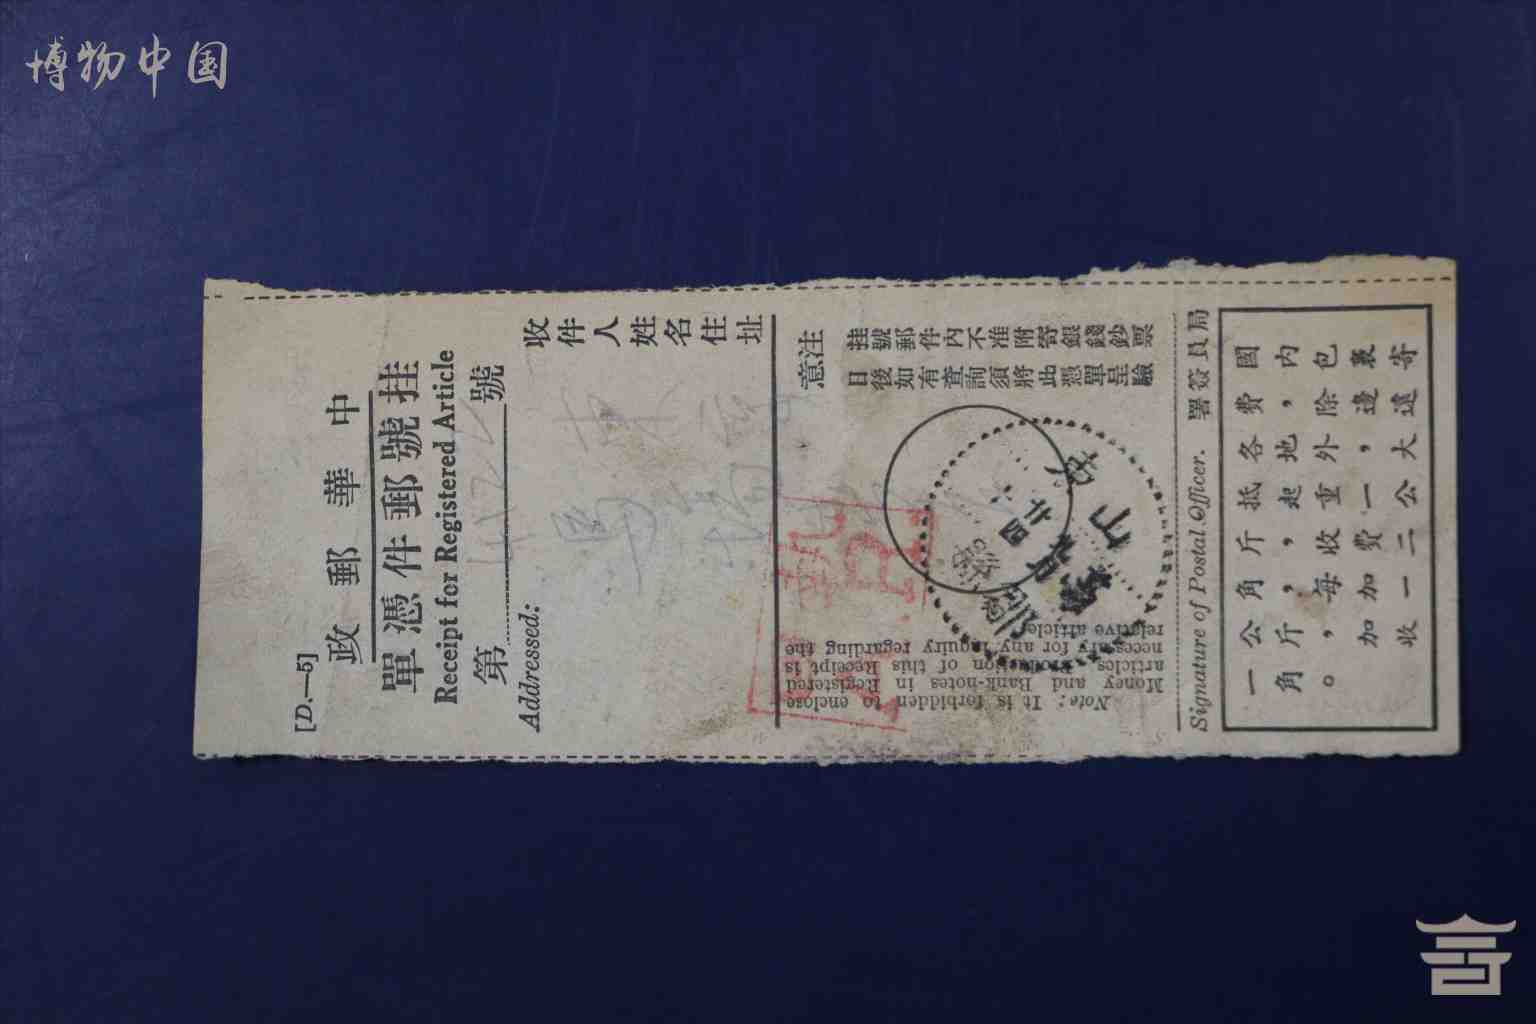 博物中国
[D.—5]
中華郵政
挂號郵件憑單
Receipt for Registered Article
第 號
Addressed:
收件人姓名住址
注意
挂號郵件內不准附寄銀錢鈔票
日後如有查詢須將此憑單呈驗
Note: It is forbidden to enclose
Money and Bank-notes in Registered
articles. Production of this Receipt is
necessary for any inquiry regarding the
relative article.
局員簽署
Signature of Postal Officer.
國內包裹寄
費，除邊遠
各地外，大
抵起重一公
斤，收費二
角，每加一
公斤，加收
一角。